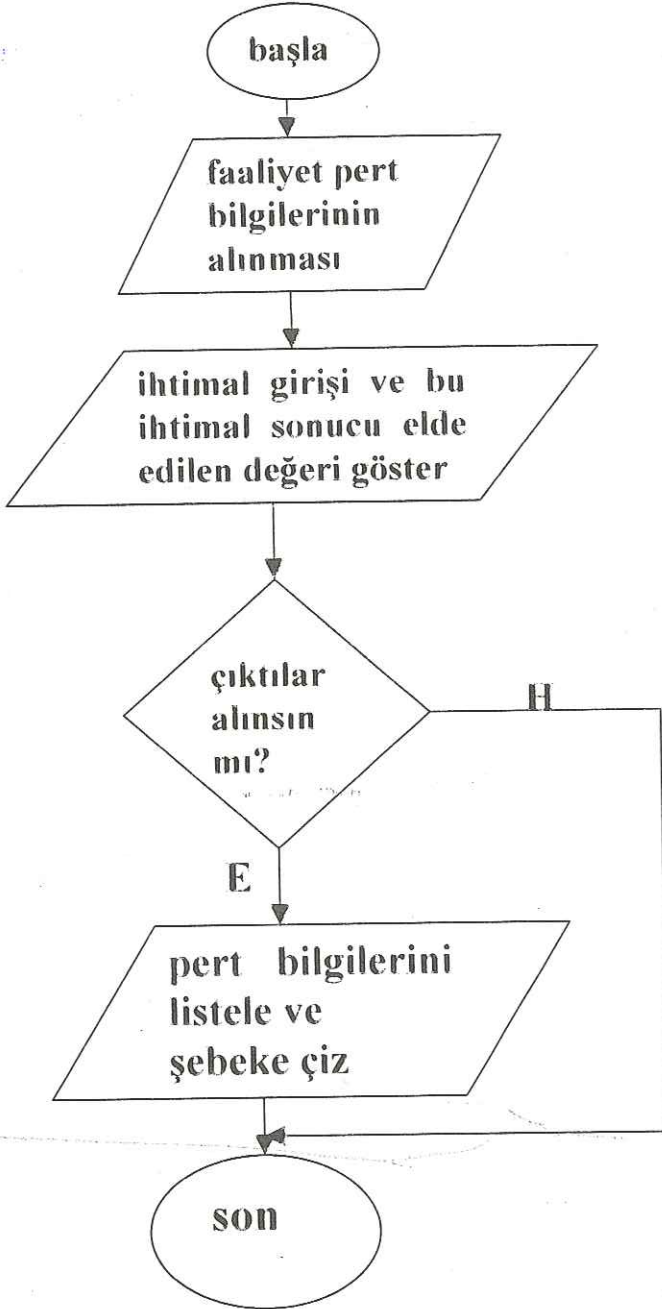 başla
faaliyet pert
bilgilerinin
alınması
ihtimal girişi ve bu
ihtimal sonucu elde
edilen değeri göster
çıktılar
alınsın
mı?
H
E
pert bilgilerini
listele ve
şebeke çiz
son